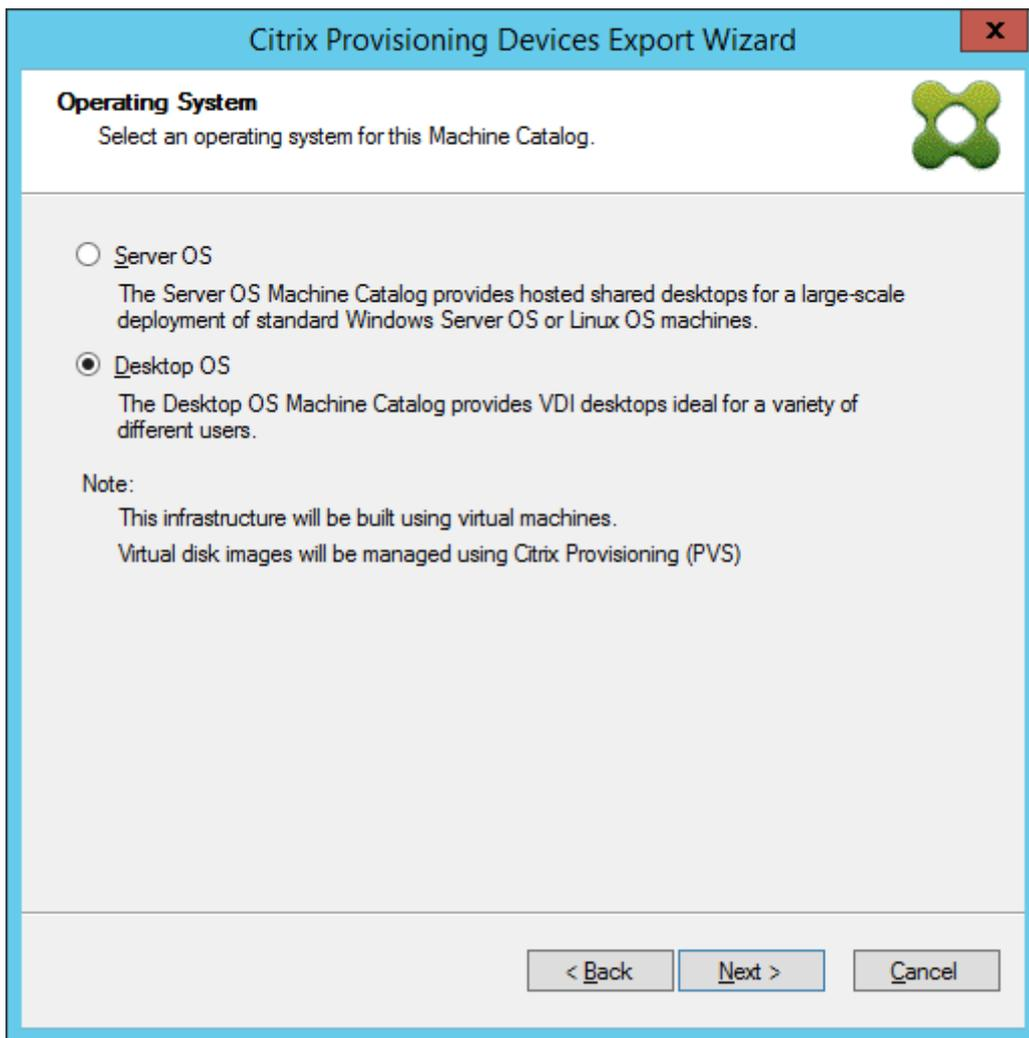 Citrix Provisioning Devices Export Wizard
x
Operating System
Select an operating system for this Machine Catalog.
Server OS
The Server OS Machine Catalog provides hosted shared desktops for a large-scale
deployment of standard Windows Server OS or Linux OS machines.
Desktop OS
The Desktop OS Machine Catalog provides VDI desktops ideal for a variety of
different users.
Note:
This infrastructure will be built using virtual machines.
Virtual disk images will be managed using Citrix Provisioning (PVS)
< Back Next > Cancel